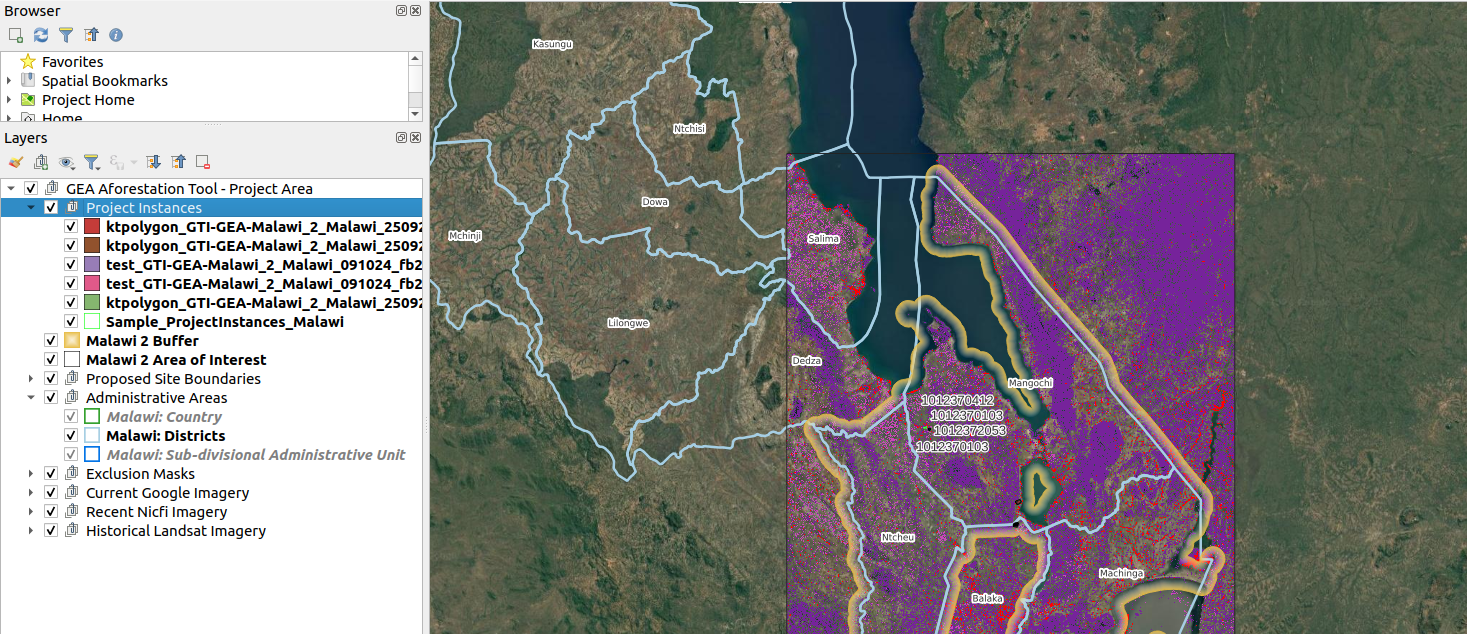 Browser
Favorites
Spatial Bookmarks
Project Home
Home
Layers
GEA Aforestation Tool - Project Area
Project Instances
ktpolygon_GTI-GEA-Malawi_2_Malawi_25092
ktpolygon_GTI-GEA-Malawi_2_Malawi_25092
test_GTI-GEA-Malawi_2_Malawi_091024_fb2
test_GTI-GEA-Malawi_2_Malawi_091024_fb2
ktpolygon_GTI-GEA-Malawi_2_Malawi_25092
Sample_ProjectInstances_Malawi
Malawi 2 Buffer
Malawi 2 Area of Interest
Proposed Site Boundaries
Administrative Areas
Malawi: Country
Malawi: Districts
Malawi: Sub-divisional Administrative Unit
Exclusion Masks
Current Google Imagery
Recent Nicfi Imagery
Historical Landsat Imagery
Kasungu
Ntchisi
Dowa
Mchinji
Salima
Lilongwe
Dedza
Mangochi
1012370412
1012370103
1012372053
1012370103
Ntcheu
Machinga
Balaka